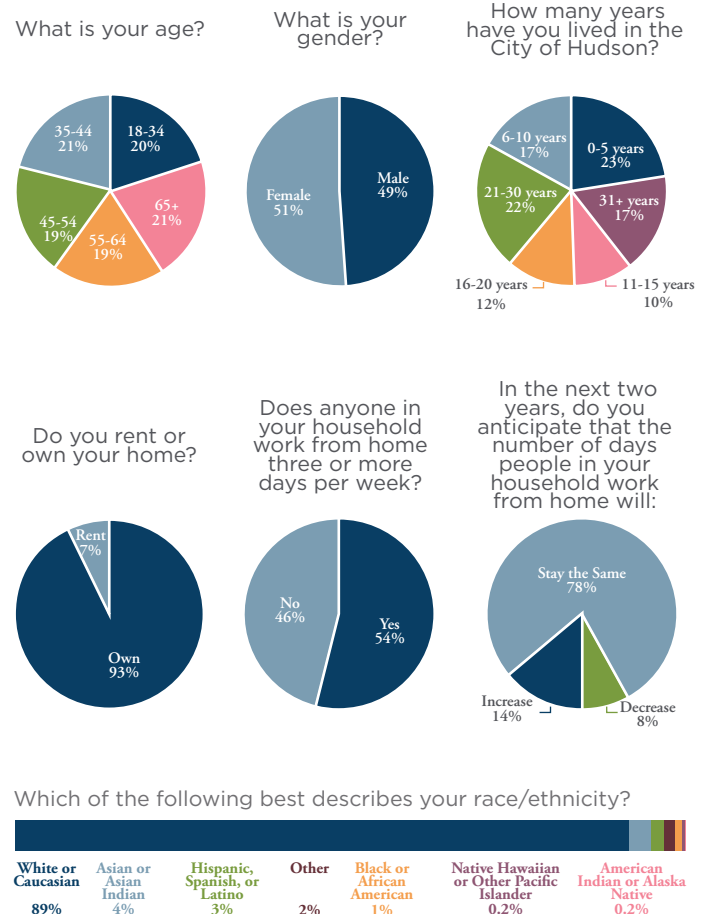 What is your age?
What is your
gender?
How many years
have you lived in the
City of Hudson?
35-44
21%
18-34
20%
65+
21%
45-54
19%
55-64
19%
Female
51%
Male
49%
6-10 years
17%
0-5 years
23%
21-30 years
22%
31+ years
17%
16-20 years
12%
11-15 years
10%
Do you rent or
own your home?
Does anyone in
your household
work from home
three or more
days per week?
In the next two
years, do you
anticipate that the
number of days
people in your
household work
from home will:
Rent
7%
Own
93%
No
46%
Yes
54%
Stay the Same
78%
Increase
14%
Decrease
8%
Which of the following best describes your race/ethnicity?
White or
Caucasian
89%
Asian or
Asian
Indian
4%
Hispanic,
Spanish, or
Latino
3%
Other
2%
Black or
African
American
1%
Native Hawaiian
or Other Pacific
Islander
0.2%
American
Indian or Alaska
Native
0.2%